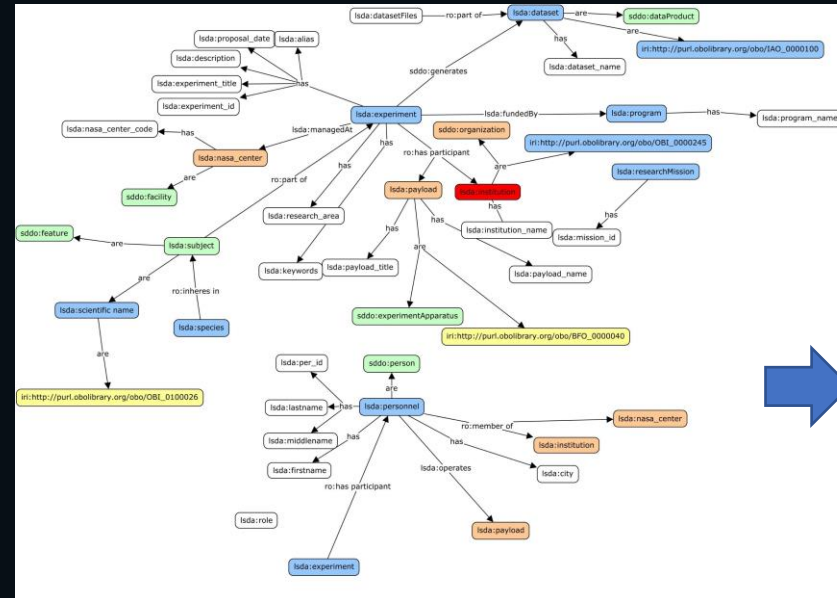 lsda:datasetFiles
ro:part of
lsda:dataset
are
sddo:dataProduct
are
iri:http://purl.obolibrary.org/obo/IAO_0000100
has
lsda:dataset_name
lsda:proposal_date
lsda:alias
lsda:description
has
lsda:experiment_title
lsda:experiment_id
sddo:generates
lsda:experiment
lsda:fundedBy
lsda:program
has
lsda:program_name
lsda:nasa_center_code
has
lsda:managedAt
has
sddo:organization
iri:http://purl.obolibrary.org/obo/OBI_0000245
lsda:nasa_center
are
sddo:facility
ro:part of
has
ro:has participant
are
lsda:payload
lsda:institution
lsda:researchMission
has
lsda:research_area
lsda:institution_name
has
lsda:mission_id
sddo:feature
are
lsda:subject
has
has
lsda:keywords
lsda:payload_title
are
lsda:payload_name
are
ro:inheres in
lsda:scientific name
lsda:species
sddo:experimentApparatus
iri:http://purl.obolibrary.org/obo/BFO_0000040
are
iri:http://purl.obolibrary.org/obo/OBI_0100026
lsda:per_id
sddo:person
are
lsda:lastname
has
lsda:personnel
lsda:nasa_center
lsda:middlename
has
ro:member_of
lsda:institution
has
lsda:firstname
lsda:operates
lsda:city
ro:has participant
lsda:role
lsda:payload
lsda:experiment